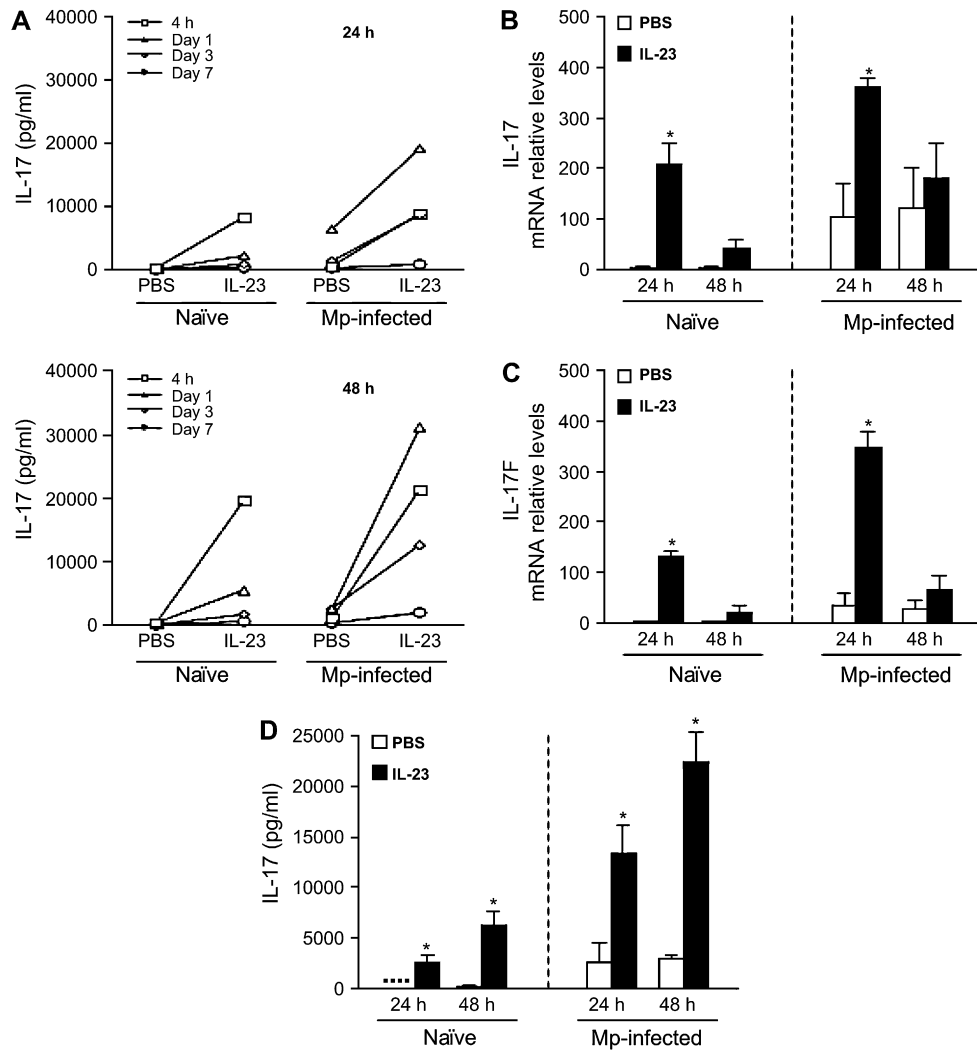 A
IL-17 (pg/ml)
40000
30000
20000
10000
0
4 h
Day 1
Day 3
Day 7
24 h
PBS IL-23 PBS IL-23
Naïve Mp-infected
B
IL-17
mRNA relative levels
500
400
300
200
100
0
PBS
IL-23
*
*
24 h 48 h 24 h 48 h
Naïve Mp-infected
IL-17 (pg/ml)
40000
30000
20000
10000
0
4 h
Day 1
Day 3
Day 7
48 h
PBS IL-23 PBS IL-23
Naïve Mp-infected
C
IL-17F
mRNA relative levels
500
400
300
200
100
0
PBS
IL-23
*
*
24 h 48 h 24 h 48 h
Naïve Mp-infected
D
IL-17 (pg/ml)
25000
20000
15000
10000
5000
0
PBS
IL-23
*
*
*
*
24 h 48 h 24 h 48 h
Naïve Mp-infected